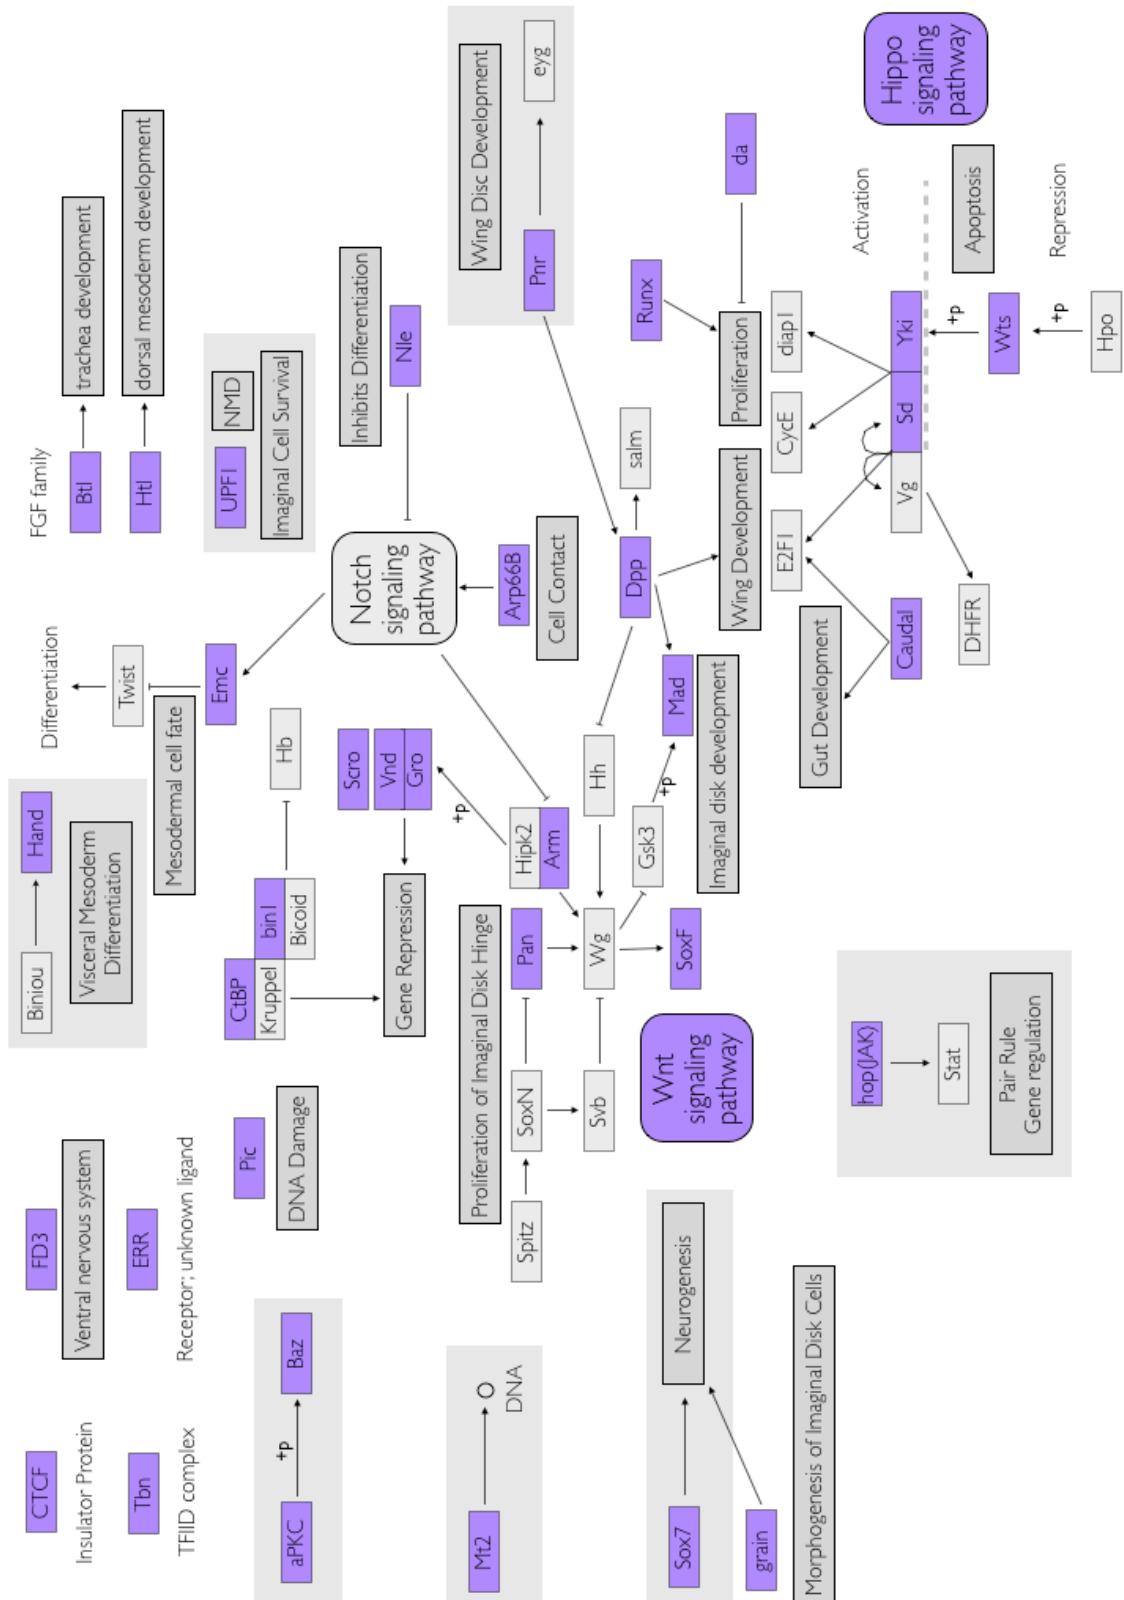 CTCF
Insulator Protein
Tbn
TFIID complex
FD3
Ventral nervous system
ERR
Receptor; unknown ligand
Biniou
Hand
Visceral Mesoderm
Differentiation
Differentiation
Twist
Emc
Mesodermal cell fate
FGF family
Btl
trachea development
Htl
dorsal mesoderm development
aPKC
+p
Baz
Pic
DNA Damage
CtBP
Kruppel
bin1
Bicoid
Hb
UPF1
NMD
Imaginal Cell Survival
Gene Repression
Scro
Vnd
Gro
+p
Notch
signaling
pathway
Inhibits Differentiation
Nle
Arp66B
Cell Contact
Wing Disc Development
Pnr
eyg
Mt2
DNA
Proliferation of Imaginal Disk Hinge
Spitz
SoxN
Pan
Hipk2
Arm
Svb
Wg
Hh
SoxF
Gsk3
+p
Mad
Imaginal disk development
Dpp
salm
Wing Development
Runx
Proliferation
da
Wnt
signaling
pathway
Sox7
Neurogenesis
grain
Morphogenesis of Imaginal Disk Cells
Gut Development
E2F1
CycE
diap1
Caudal
Vg
Sd
Yki
Activation
DHFR
Apoptosis
+p
Wts
+p
Hpo
Repression
Hippo
signaling
pathway
hop(JAK)
Stat
Pair Rule
Gene regulation